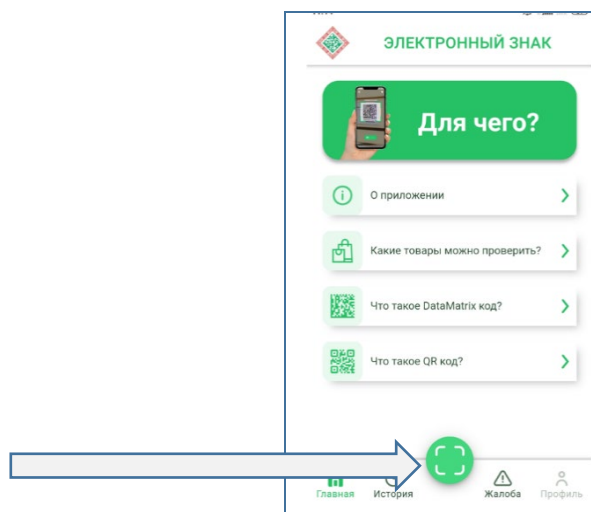 ЭЛЕКТРОННЫЙ ЗНАК
Для чего?
О приложении
Какие товары можно проверить?
Что такое DataMatrix код?
Что такое QR код?
Главная История Жалоба Профиль